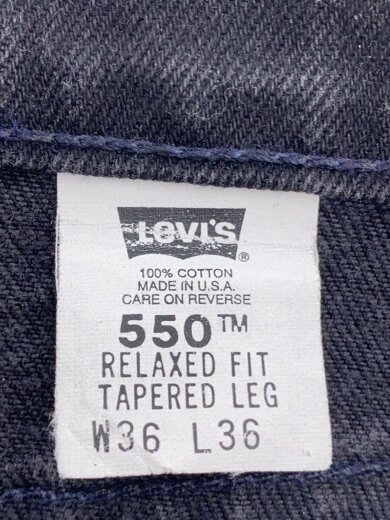 LEVI'S ®
100% COTTON
MADE IN U.S.A.
CARE ON REVERSE
550™
RELAXED FIT
TAPERED LEG
W36 L36